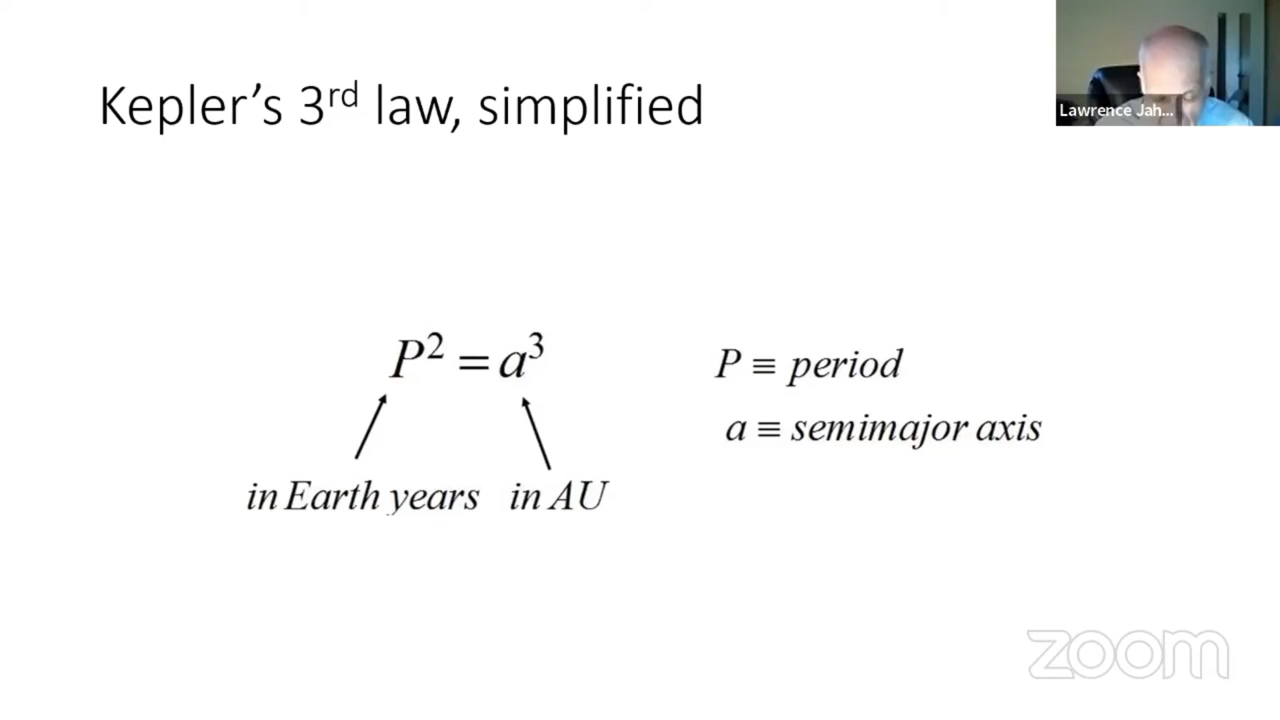 Lawrence Jah...
Kepler's 3rd law, simplified
P² = a³
P ≡ period
a ≡ semimajor axis
in Earth years in AU
zoom